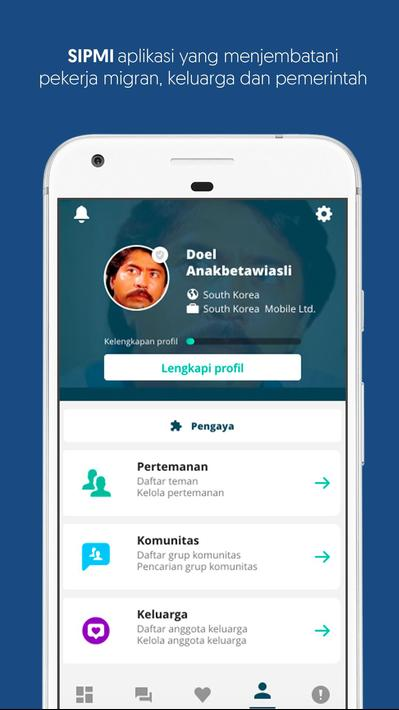 SIPMI aplikasi yang menjembatani
pekerja migran, keluarga dan pemerintah
Doel
Anakbetawiasli
South Korea
South Korea Mobile Ltd.
Kelengkapan profil
Lengkapi profil
Pengaya
Pertemanan
Daftar teman
Kelola pertemanan
Komunitas
Daftar grup komunitas
Pencarian grup komunitas
Keluarga
Daftar anggota keluarga
Kelola anggota keluarga